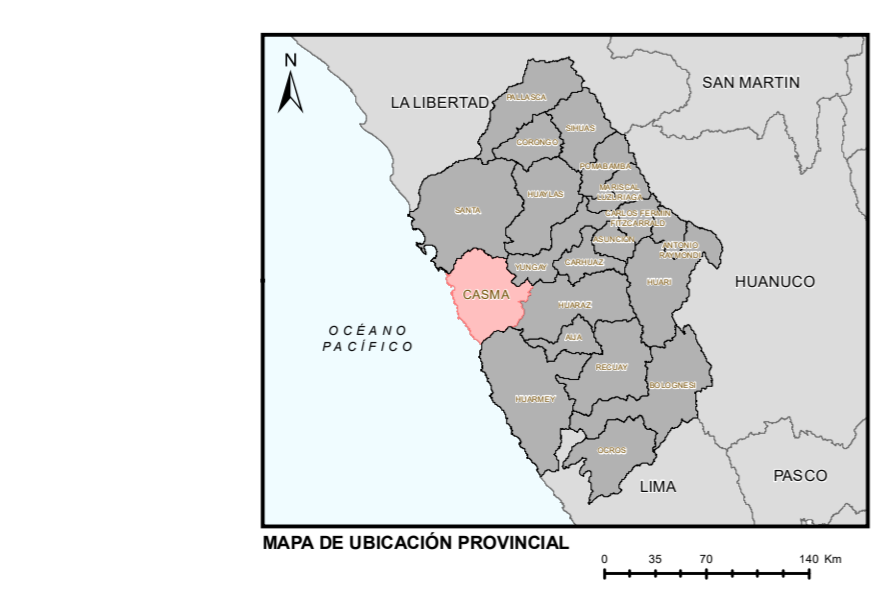 N
SAN MARTIN
LA LIBERTAD
PALLASCA
SIHUAS
CORONGO
POMABAMBA
MARISCAL
LUZURIAGA
HUAYLAS
SANTA
CARLOS FERMIN
FITZCARRALD
ASUNCION
ANTONIO
RAYMONDI
YUNGAY
CARHUAZ
HUARI
HUANUCO
CASMA
HUARAZ
OCÉANO
PACÍFICO
AIJA
RECUAY
BOLOGNESI
HUARMEY
OCROS
PASCO
LIMA
MAPA DE UBICACIÓN PROVINCIAL
0 35 70 140 Km